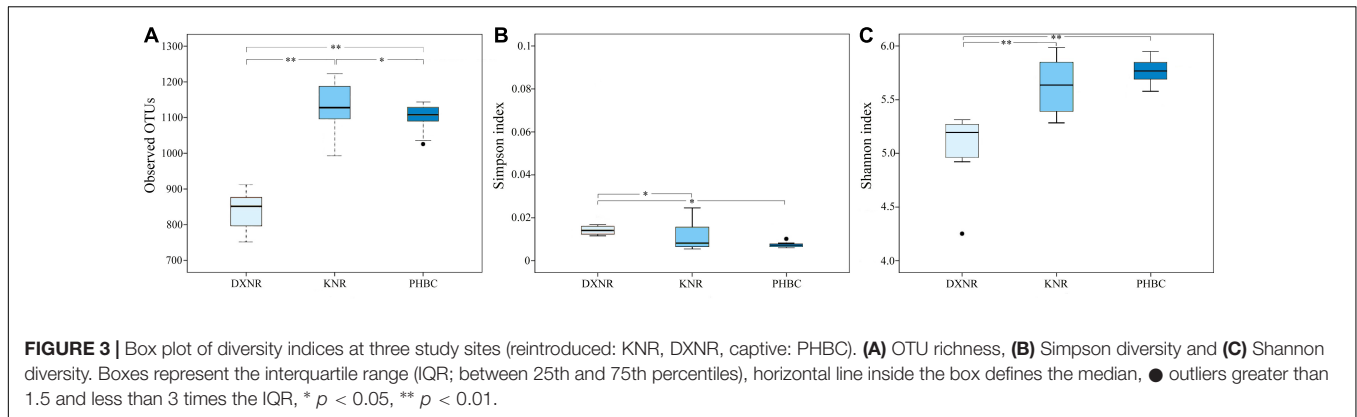 A
1300
1200
1100
1000
900
800
700
Observed OTUs
**
**
*
DXNR
KNR
PHBC
B
0.1
0.08
0.06
0.04
0.02
0
Simpson index
*
*
DXNR
KNR
PHBC
C
6.0
5.5
5.0
4.5
4.0
Shannon index
**
**
DXNR
KNR
PHBC
FIGURE 3 | Box plot of diversity indices at three study sites (reintroduced: KNR, DXNR, captive: PHBC). (A) OTU richness, (B) Simpson diversity and (C) Shannon
diversity. Boxes represent the interquartile range (IQR; between 25th and 75th percentiles), horizontal line inside the box defines the median, ● outliers greater than
1.5 and less than 3 times the IQR, * p < 0.05, ** p < 0.01.